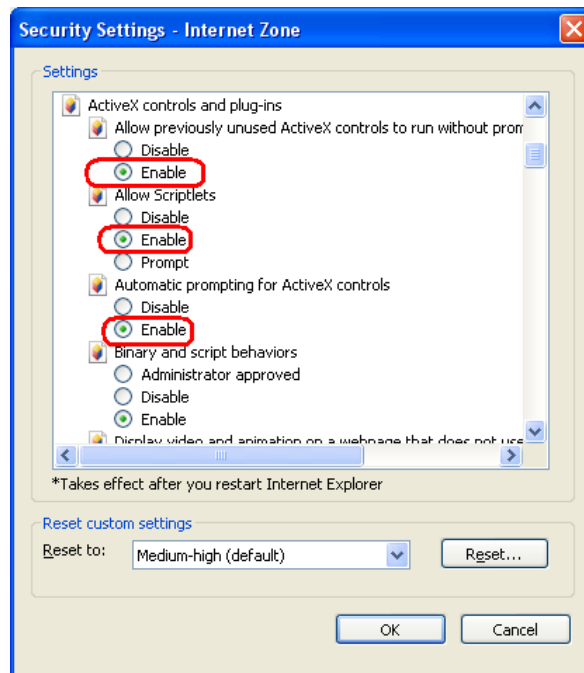 Security Settings - Internet Zone
Settings
ActiveX controls and plug-ins
Allow previously unused ActiveX controls to run without prom
Disable
Enable
Allow Scriptlets
Disable
Enable
Prompt
Automatic prompting for ActiveX controls
Disable
Enable
Binary and script behaviors
Administrator approved
Disable
Enable
Display video and animation on a webpage that does not use
*Takes effect after you restart Internet Explorer
Reset custom settings
Reset to: Medium-high (default) Reset...
OK Cancel